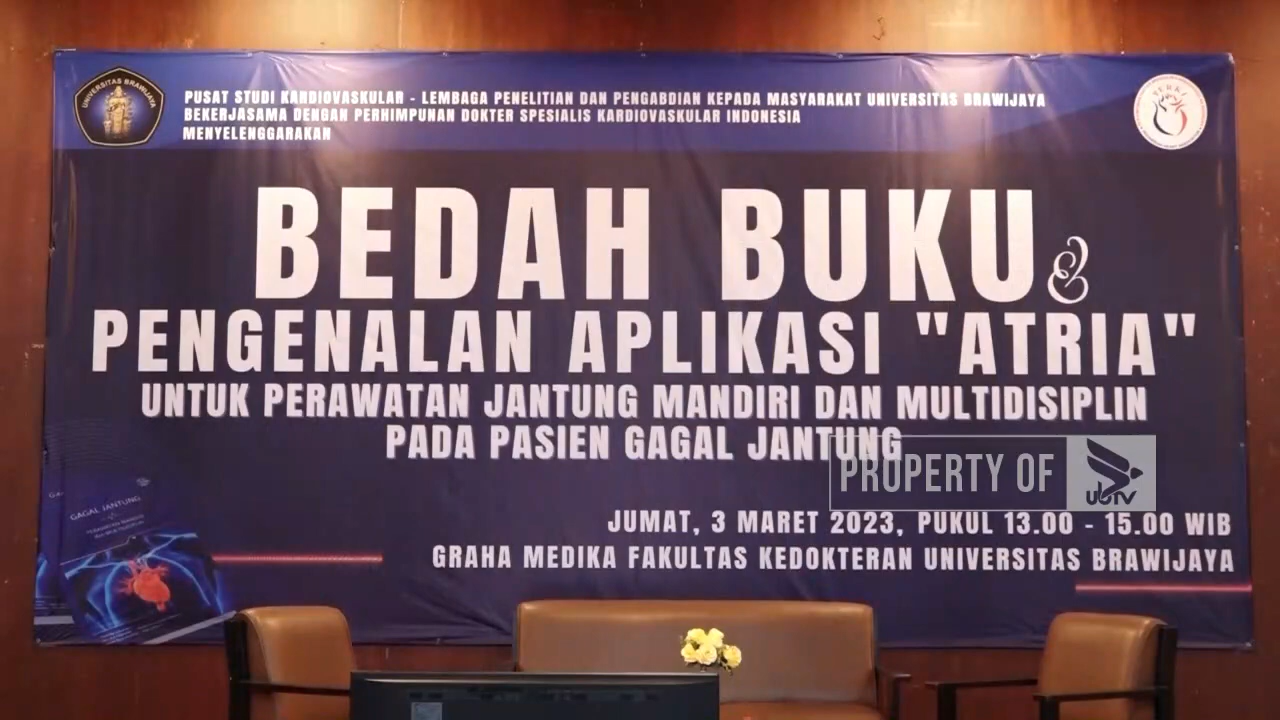 UNIVERSITAS BRAWIJAYA
PUSAT STUDI KARDIOVASKULAR - LEMBAGA PENELITIAN DAN PENGABDIAN KEPADA MASYARAKAT UNIVERSITAS BRAWIJAYA
BEKERJASAMA DENGAN PERHIMPUNAN DOKTER SPESIALIS KARDIOVASKULAR INDONESIA
MENYELENGGARAKAN
BEDAH BUKU &
PENGENALAN APLIKASI "ATRIA"
UNTUK PERAWATAN JANTUNG MANDIRI DAN MULTIDISIPLIN
PADA PASIEN GAGAL JANTUNG
PROPERTY OF UBTV
JUMAT, 3 MARET 2023, PUKUL 13.00 - 15.00 WIB
GRAHA MEDIKA FAKULTAS KEDOKTERAN UNIVERSITAS BRAWIJAYA
GAGAL JANTUNG